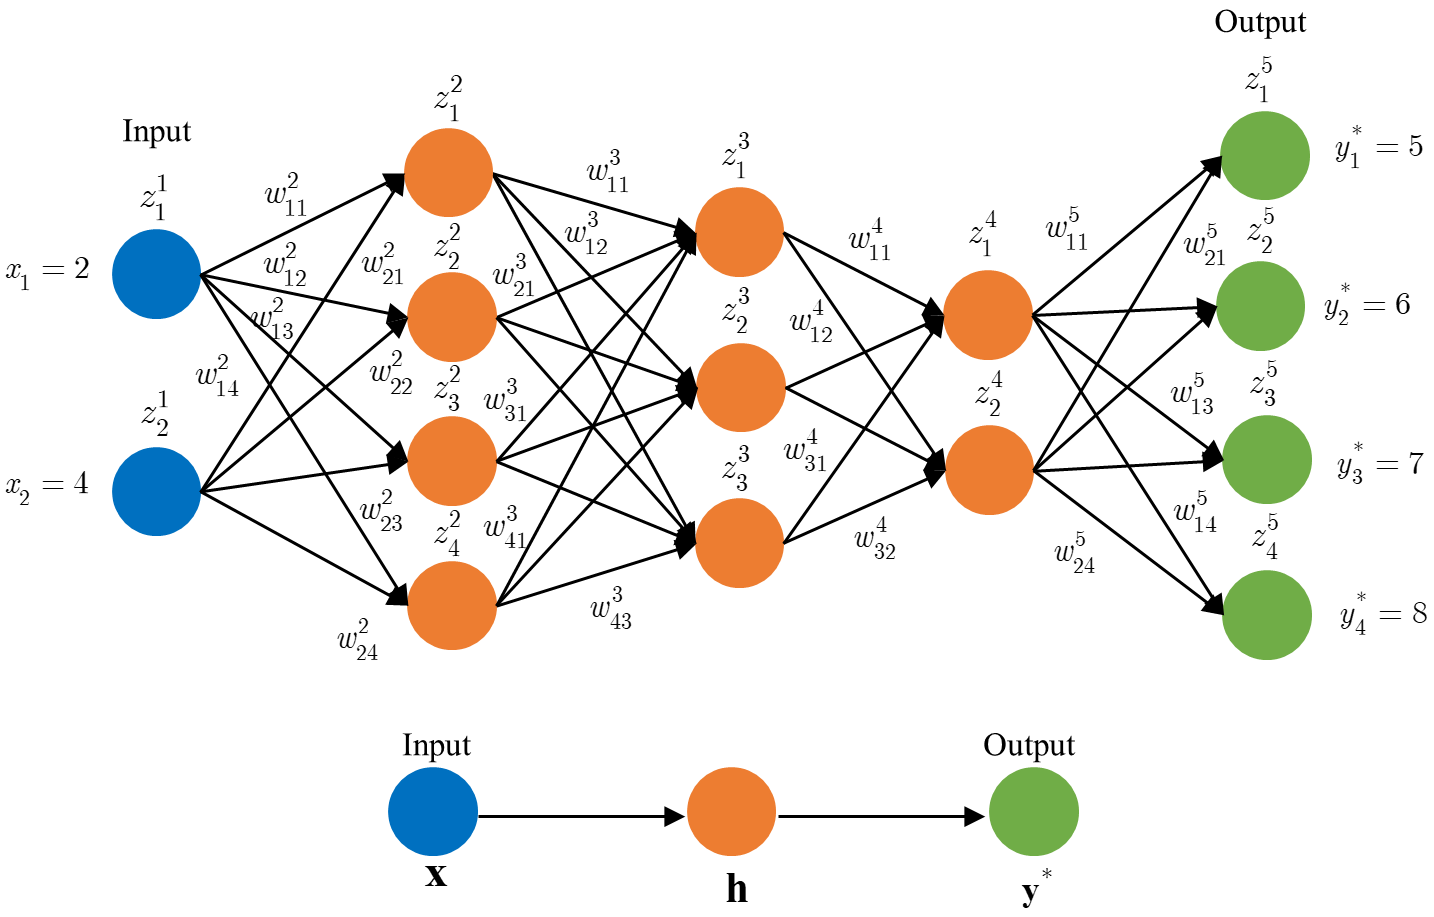 Output
z_1^5
z_1^2
Input
y_1^* = 5
z_1^3
w_{11}^3
z_1^1
w_{11}^2
w_{12}^3
z_2^2
w_{11}^4
z_1^4
w_{11}^5
w_{21}^5
z_2^5
x_1 = 2
w_{12}^2
w_{21}^2
w_{21}^3
y_2^* = 6
w_{13}^2
z_2^3
w_{12}^4
w_{14}^2
w_{22}^2
z_3^2
w_{31}^3
z_2^4
w_{13}^5
z_3^5
z_2^1
w_{31}^4
z_3^3
y_3^* = 7
x_2 = 4
w_{23}^2
z_4^2
w_{41}^3
w_{32}^4
w_{24}^5
w_{14}^5
z_4^5
w_{24}^2
w_{43}^3
y_4^* = 8
Input
Output
x
h
y^*